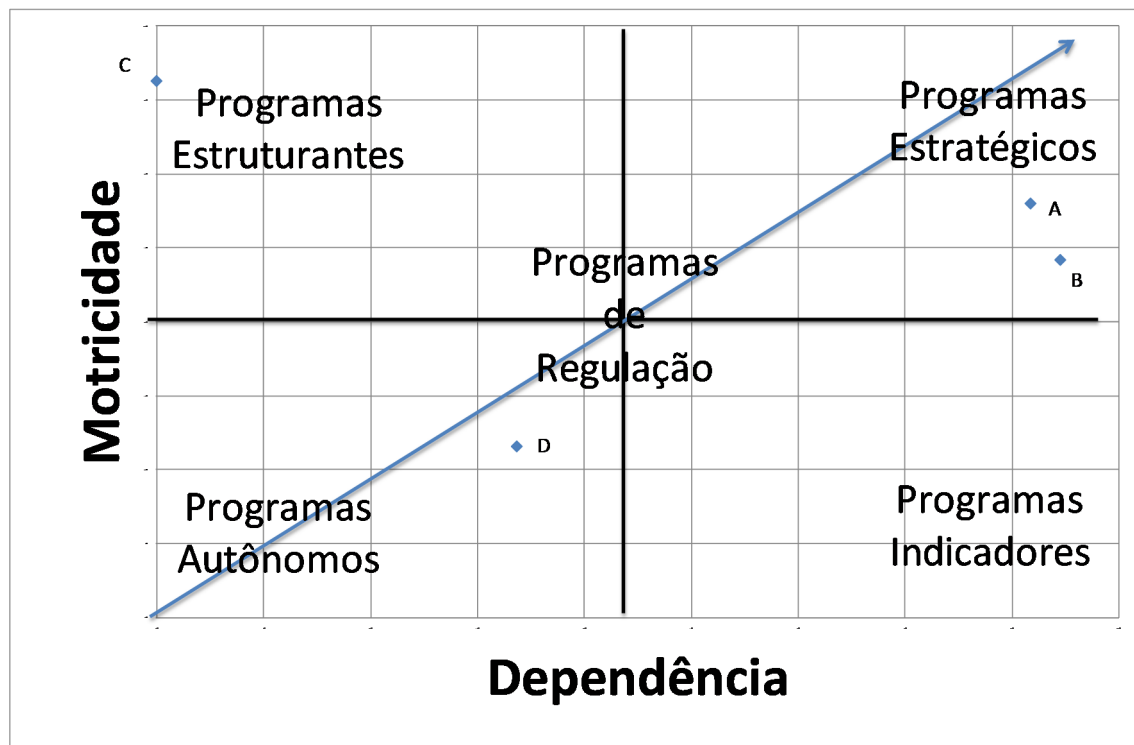 C
Programas
Estruturantes
Programas
Estratégicos
A
B
Programas
de
Regulação
Motricidade
D
Programas
Autônomos
Programas
Indicadores
Dependência